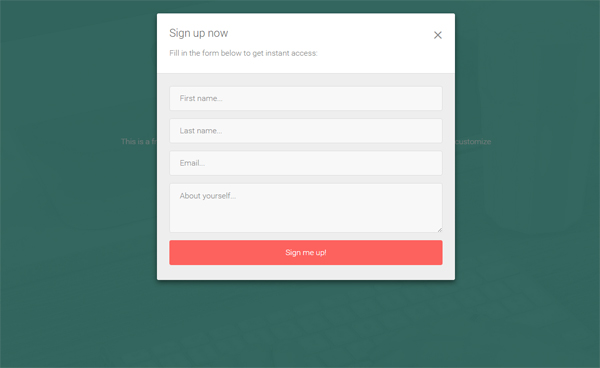 Sign up now
×
Fill in the form below to get instant access:
First name...
This is a
Last name...
customize
Email...
About yourself...
Sign me up!